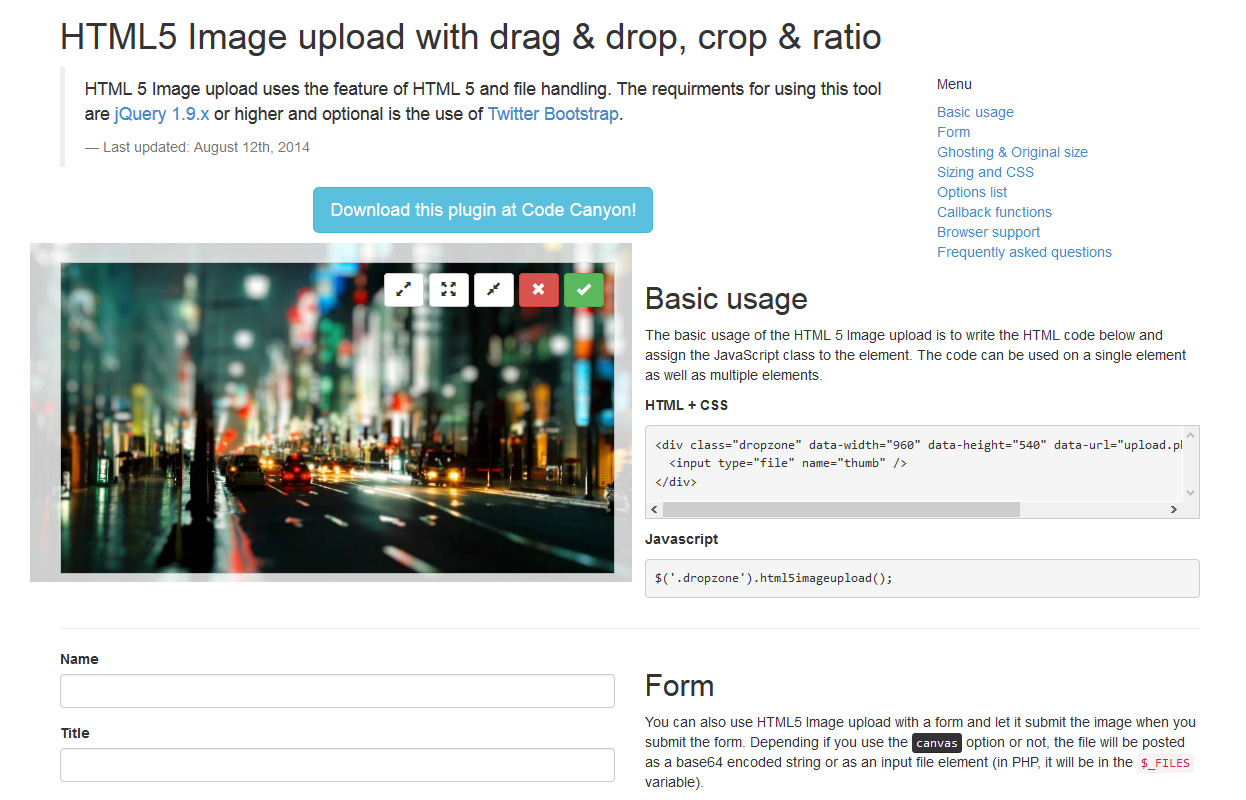 HTML5 Image upload with drag & drop, crop & ratio
HTML 5 Image upload uses the feature of HTML 5 and file handling. The requirments for using this tool
are jQuery 1.9.x or higher and optional is the use of Twitter Bootstrap.
— Last updated: August 12th, 2014
Menu
Basic usage
Form
Ghosting & Original size
Sizing and CSS
Options list
Callback functions
Browser support
Frequently asked questions
Download this plugin at Code Canyon!
Basic usage
The basic usage of the HTML 5 Image upload is to write the HTML code below and
assign the JavaScript class to the element. The code can be used on a single element
as well as multiple elements.
HTML + CSS
<div class="dropzone" data-width="960" data-height="540" data-url="upload.ph
<input type="file" name="thumb" />
</div>
Javascript
$('.dropzone').html5imageupload();
Name
Title
Form
You can also use HTML5 Image upload with a form and let it submit the image when you
submit the form. Depending if you use the canvas option or not, the file will be posted
as a base64 encoded string or as an input file element (in PHP, it will be in the $_FILES
variable).